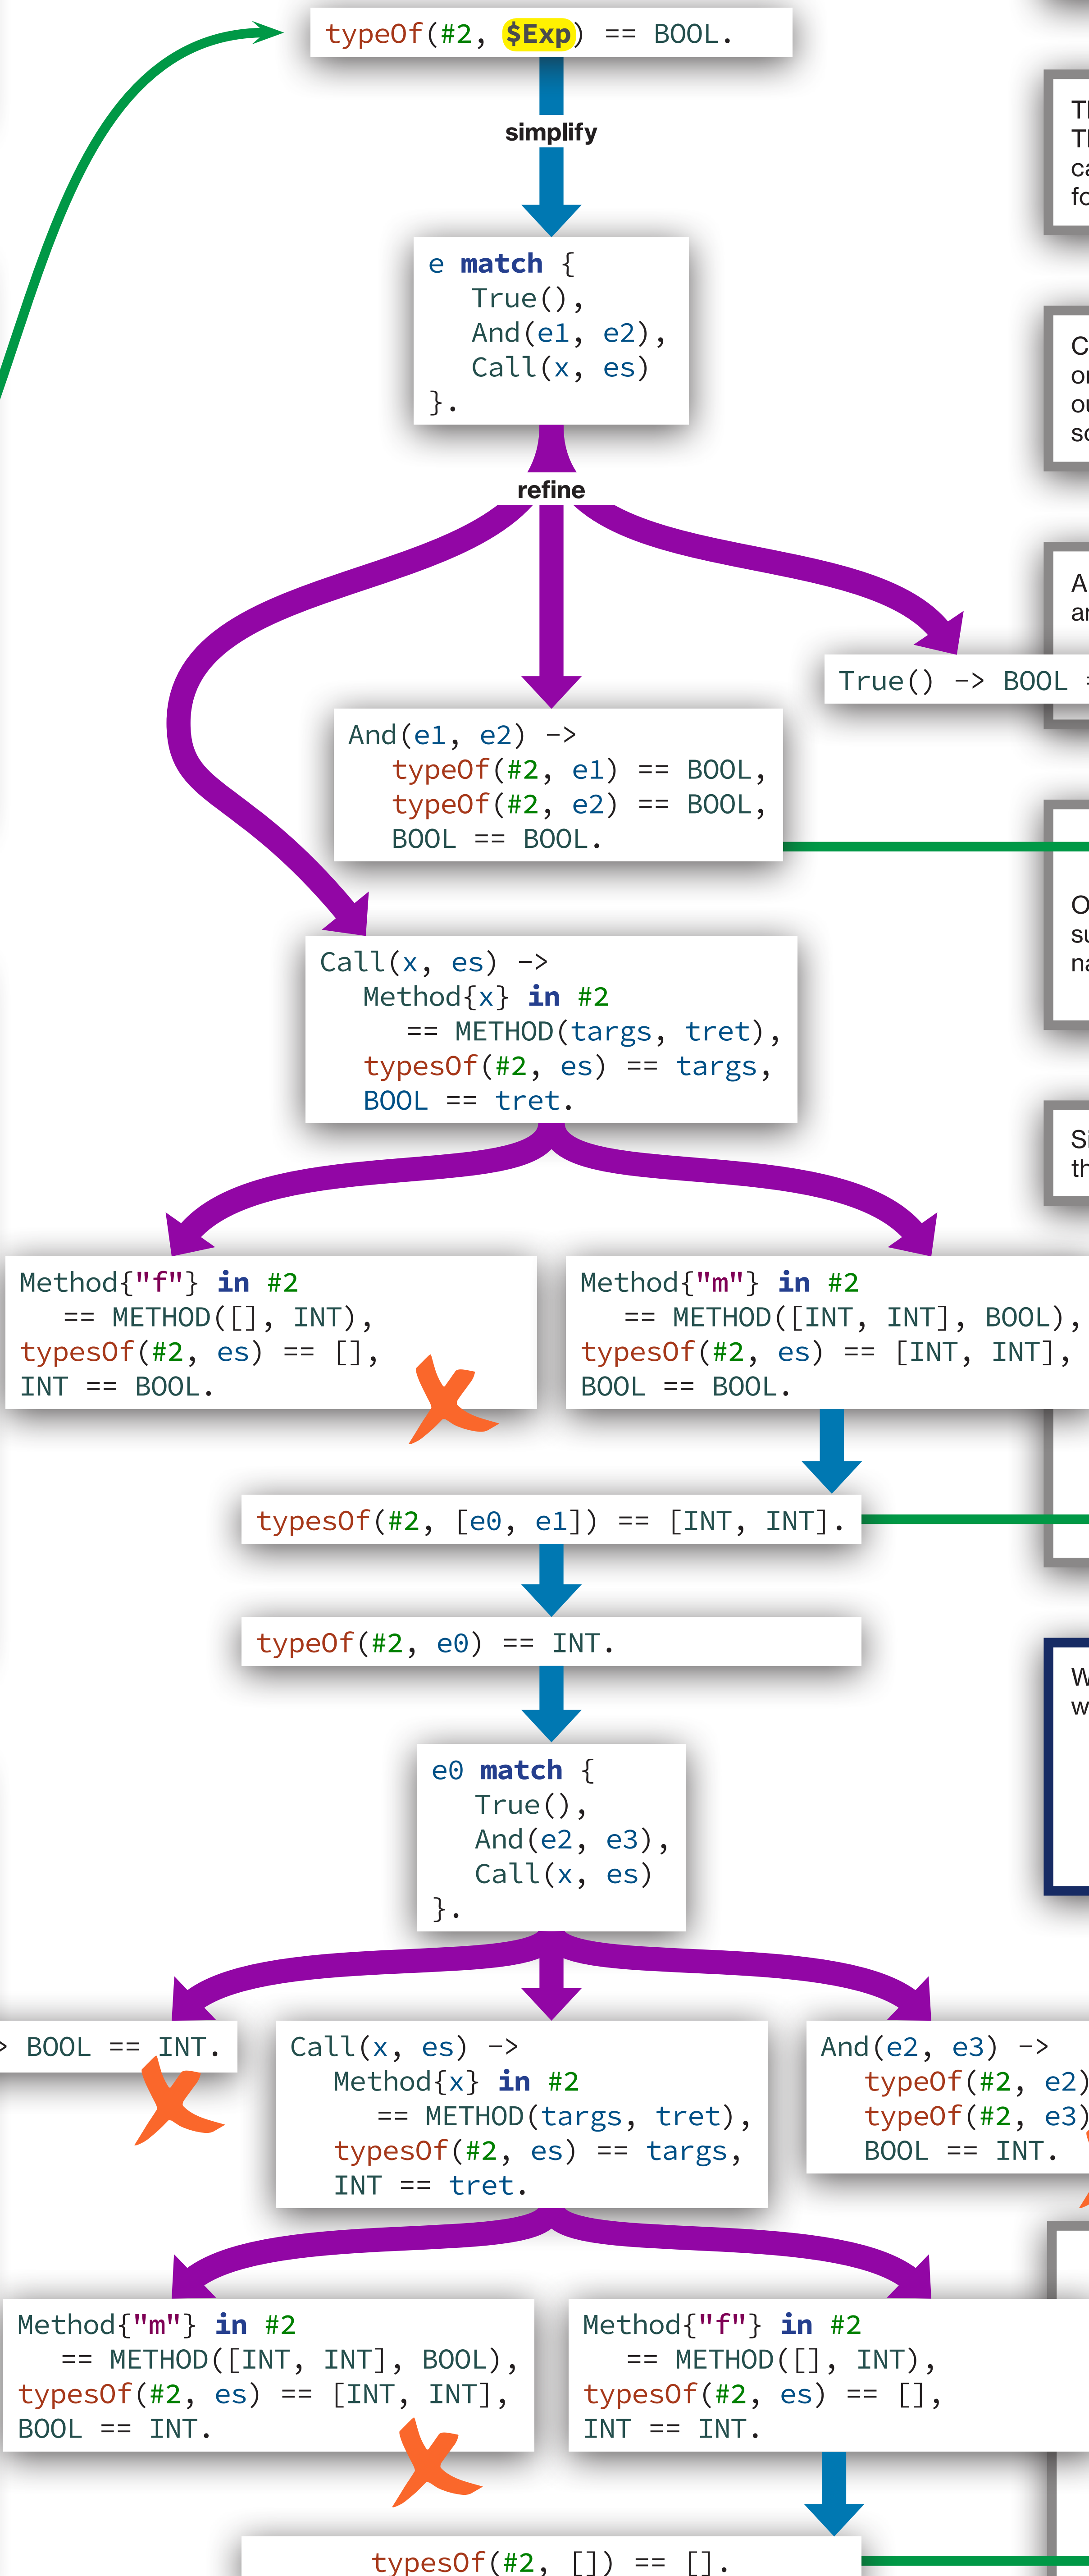 typeOf(#2, $Exp) == BOOL.
simplify
e match {
True(),
And(e1, e2),
Call(x, es)
}.
refine
True() -> BOOL
And(e1, e2) ->
typeOf(#2, e1) == BOOL,
typeOf(#2, e2) == BOOL,
BOOL == BOOL.
Call(x, es) ->
Method{x} in #2
== METHOD(targs, tret),
typesOf(#2, es) == targs,
BOOL == tret.
Method{"f"} in #2
== METHOD([], INT),
typesOf(#2, es) == [],
INT == BOOL.
Method{"m"} in #2
== METHOD([INT, INT], BOOL),
typesOf(#2, es) == [INT, INT],
BOOL == BOOL.
typesOf(#2, [e0, e1]) == [INT, INT].
typeOf(#2, e0) == INT.
e0 match {
True(),
And(e2, e3),
Call(x, es)
}.
> BOOL == INT.
Call(x, es) ->
Method{x} in #2
== METHOD(targs, tret),
typesOf(#2, es) == targs,
INT == tret.
And(e2, e3) ->
typeOf(#2, e2)
typeOf(#2, e3)
BOOL == INT.
Method{"m"} in #2
== METHOD([INT, INT], BOOL),
typesOf(#2, es) == [INT, INT],
BOOL == INT.
Method{"f"} in #2
== METHOD([], INT),
typesOf(#2, es) == [],
INT == INT.
typesOf(#2, []) == [].